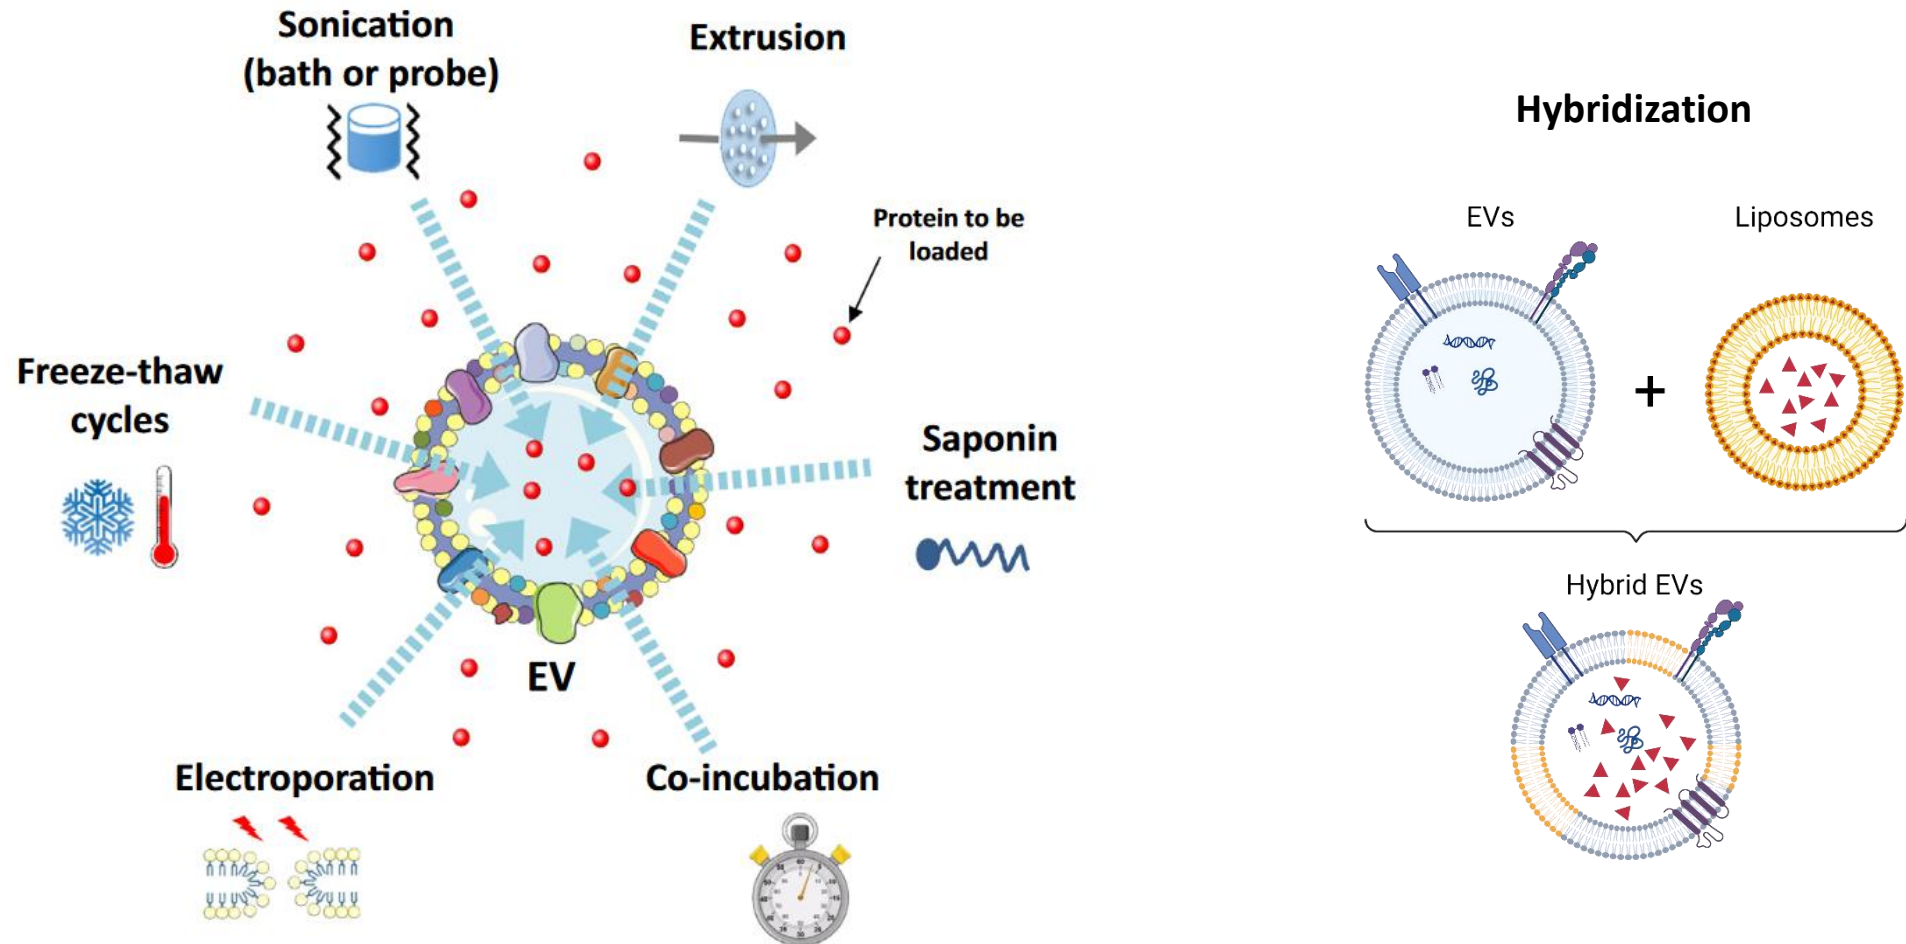 Sonication
(bath or probe)
Extrusion
Protein to be
loaded
Freeze-thaw
cycles
Saponin
treatment
EV
Electroporation
Co-incubation
Hybridization
EVs
Liposomes
+
Hybrid EVs